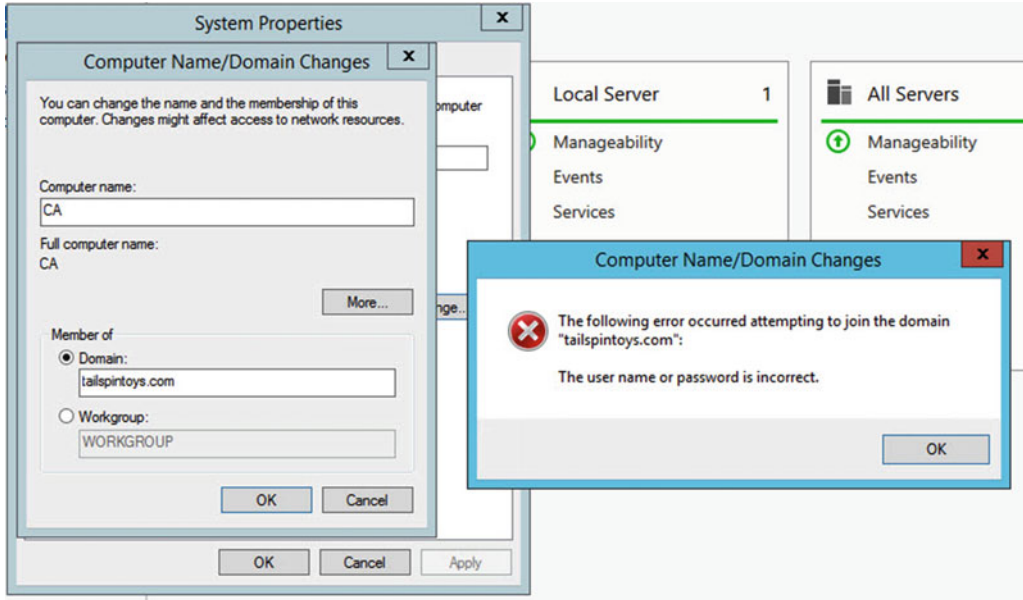 System Properties
x
Computer Name/Domain Changes
x
You can change the name and the membership of this
computer. Changes might affect access to network resources.
Computer name:
CA
Full computer name:
CA
More...
Member of
Domain:
tailspintoys.com
Workgroup:
WORKGROUP
OK
Cancel
OK
Cancel
Apply
Local Server
1
Manageability
Events
Services
All Servers
Manageability
Events
Services
Computer Name/Domain Changes
x
The following error occurred attempting to join the domain
"tailspintoys.com":
The user name or password is incorrect.
OK